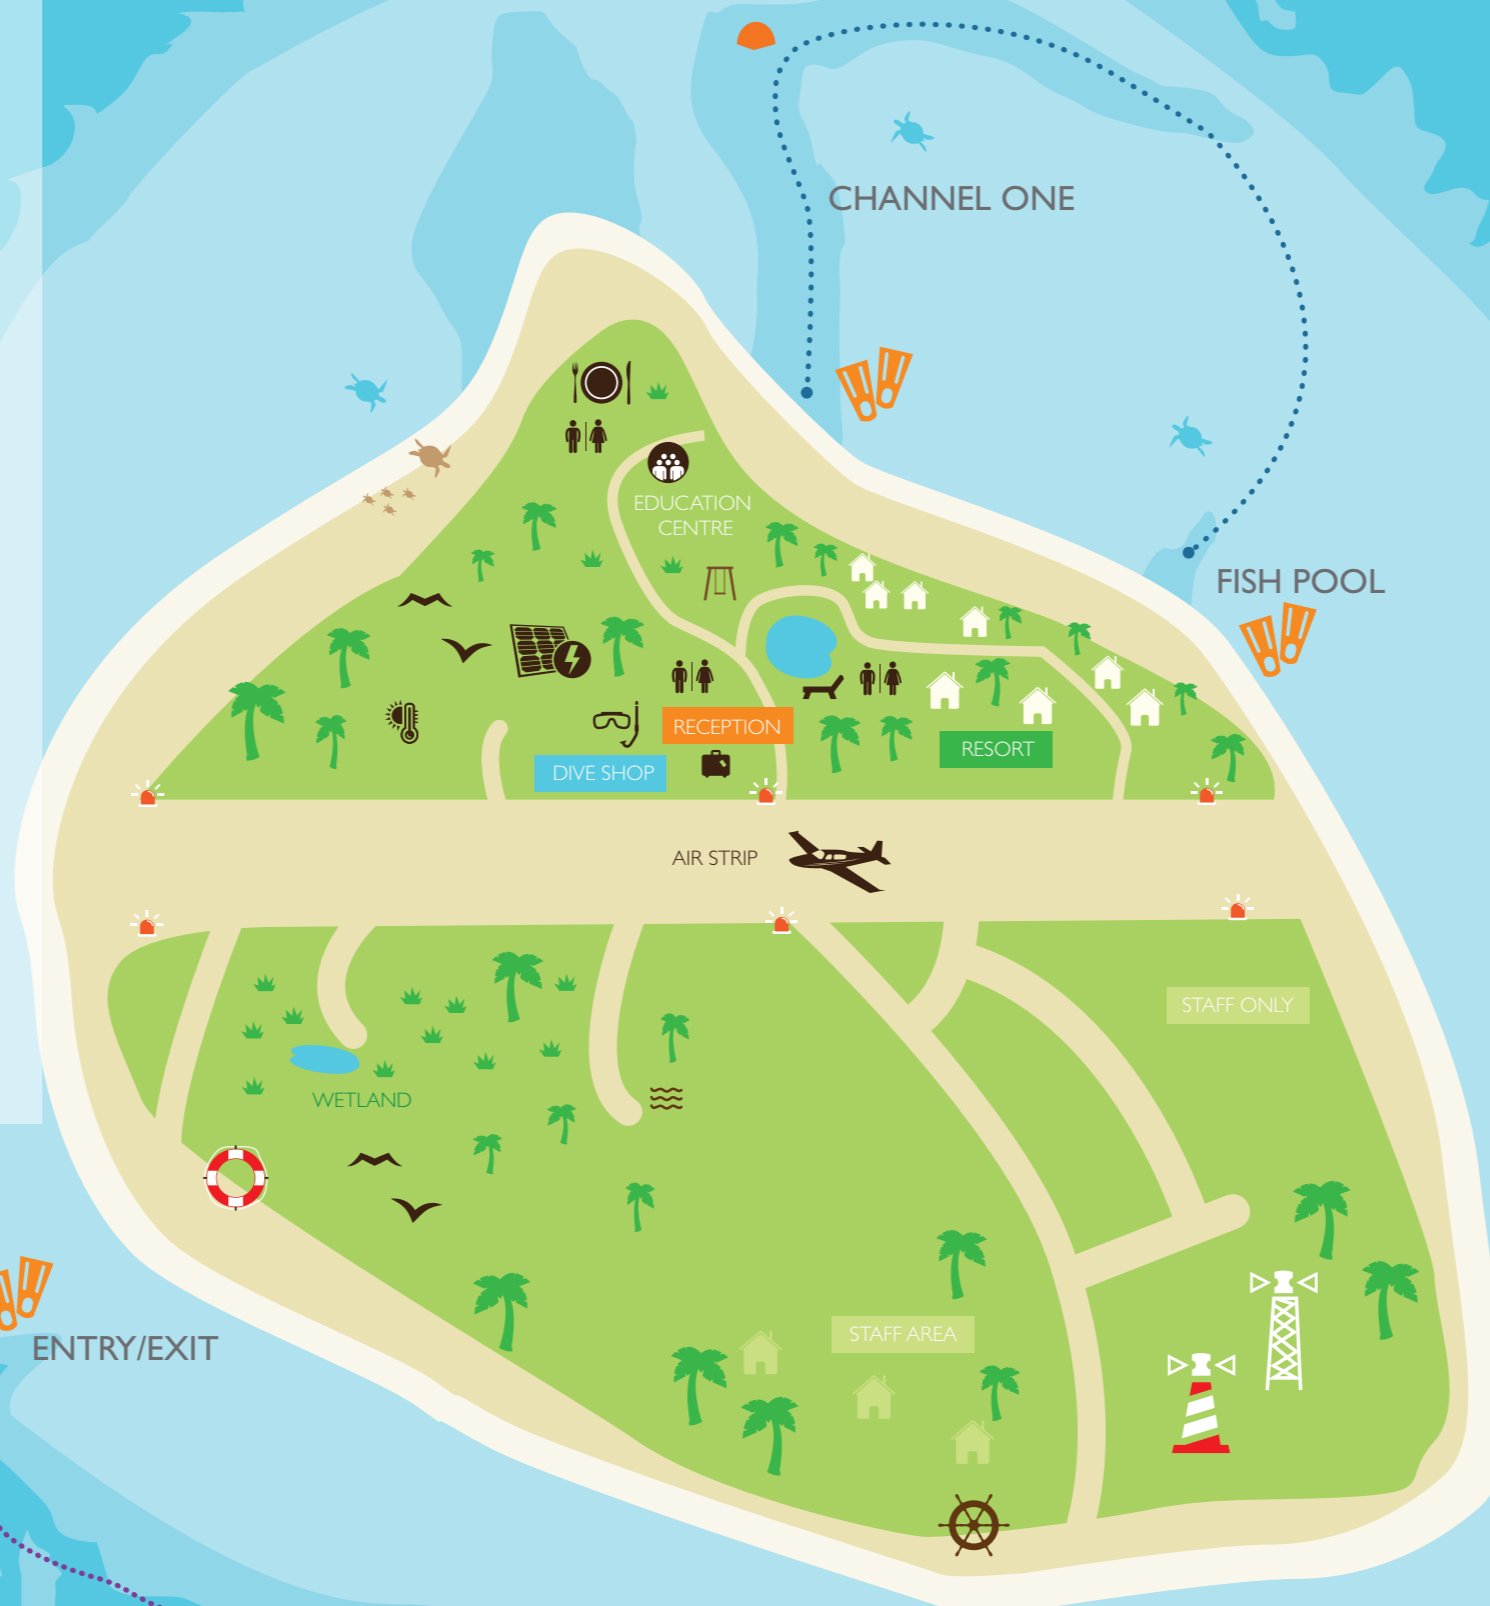 CHANNEL ONE
EDUCATION
CENTRE
FISH POOL
RECEPTION
RESORT
DIVE SHOP
AIR STRIP
STAFF ONLY
WETLAND
STAFF AREA
ENTRY/EXIT